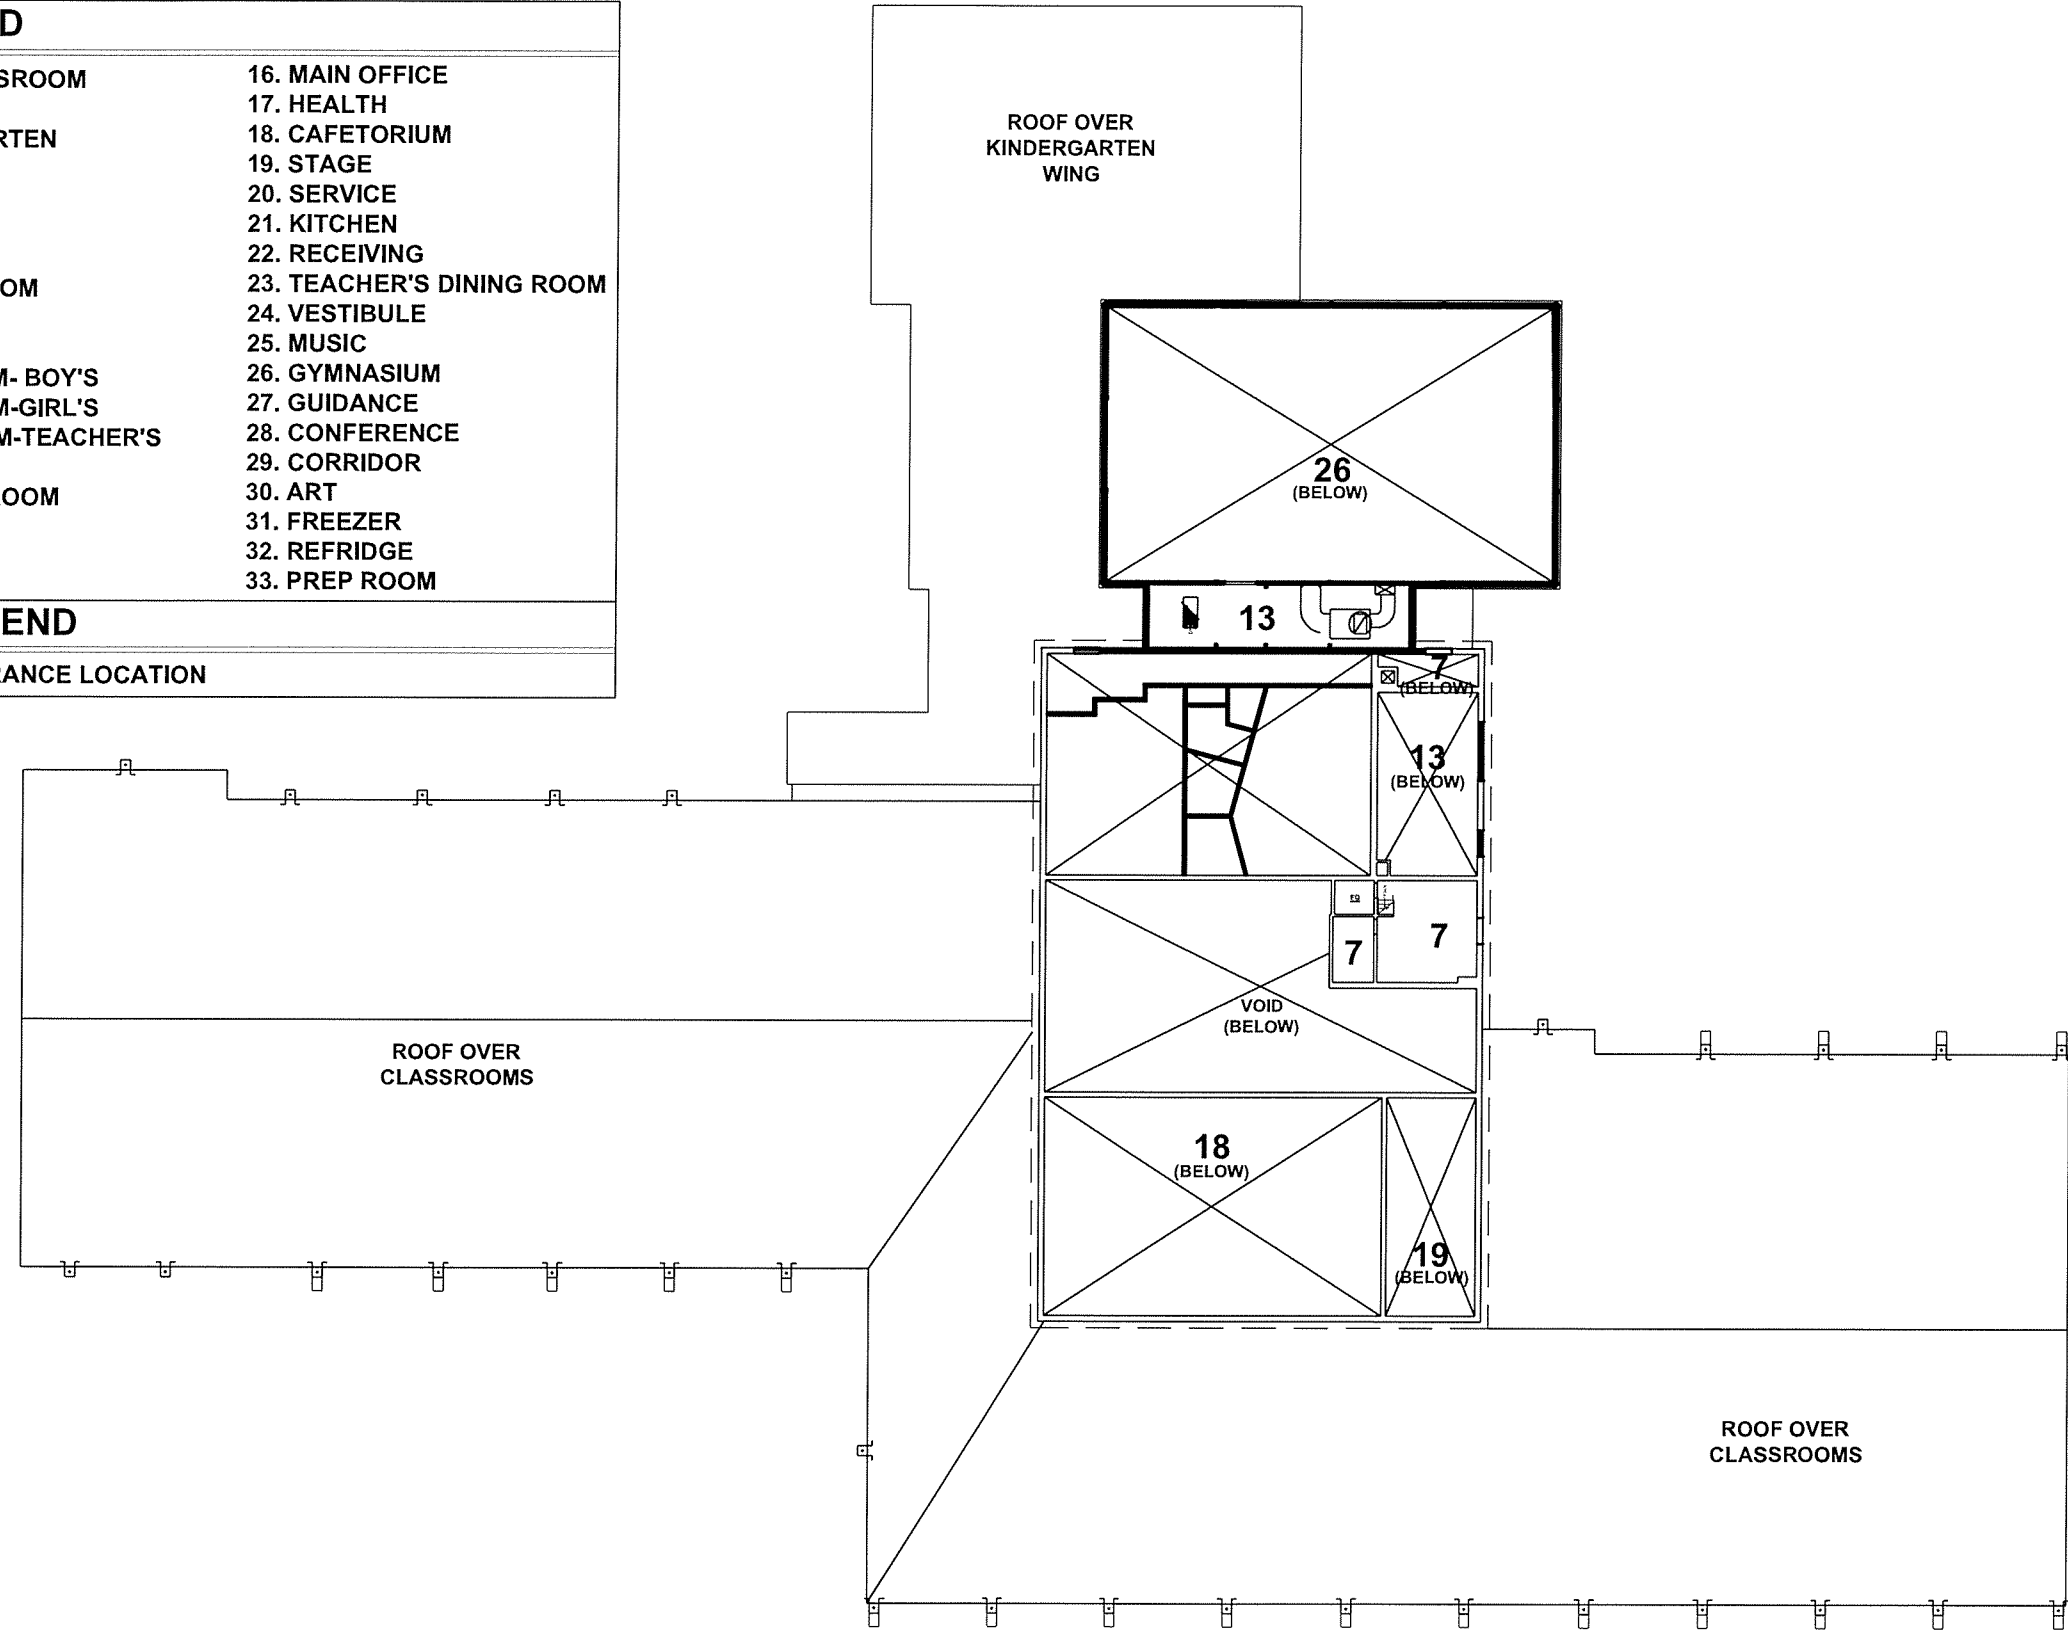 D
SROOM
RTEN
OM
M- BOY'S
M-GIRL'S
M-TEACHER'S
OOM
16. MAIN OFFICE
17. HEALTH
18. CAFETORIUM
19. STAGE
20. SERVICE
21. KITCHEN
22. RECEIVING
23. TEACHER'S DINING ROOM
24. VESTIBULE
25. MUSIC
26. GYMNASIUM
27. GUIDANCE
28. CONFERENCE
29. CORRIDOR
30. ART
31. FREEZER
32. REFRIDGE
33. PREP ROOM
END
RANCE LOCATION
ROOF OVER
KINDERGARTEN
WING
26
(BELOW)
13
7
(BELOW)
13
(BELOW)
7
7
VOID
(BELOW)
ROOF OVER
CLASSROOMS
18
(BELOW)
19
(BELOW)
ROOF OVER
CLASSROOMS